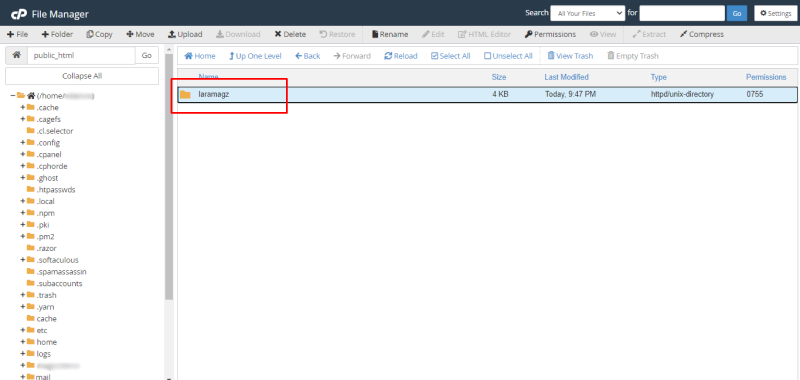 cP File Manager
Search All Your Files for Go Settings
File Folder Copy Move Upload Download Delete Restore Rename Edit HTML Editor Permissions View Extract Compress
public_html Go
Home Up One Level Back Forward Reload Select All Unselect All View Trash Empty Trash
Collapse All
Name Size Last Modified Type Permissions
laramagz 4 KB Today, 9:47 PM httpd/unix-directory 0755
(/home/
.cache
.cagefs
.cl.selector
.config
.cpanel
.cphorde
.ghost
.htpasswds
.local
.npm
.pki
.pm2
.razor
.softaculous
.spamassassin
.subaccounts
.trash
.yarn
cache
etc
home
logs
mail